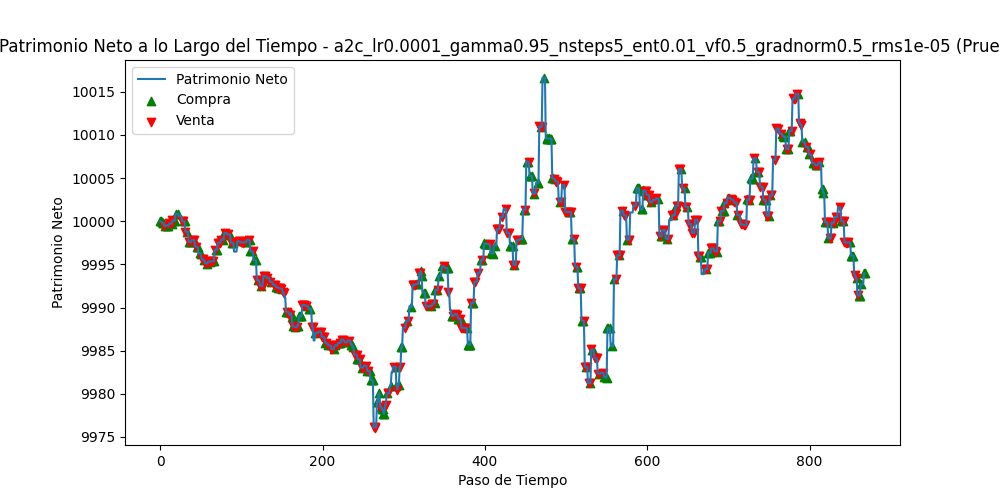 Patrimonio Neto a lo Largo del Tiempo - a2c_lr0.0001_gamma0.95_nsteps5_ent0.01_vf0.5_gradnorm0.5_rms1e-05 (Prue
Patrimonio Neto
Compra
Venta
10015
10010
10005
10000
9995
9990
9985
9980
9975
Patrimonio Neto
0 200 400 600 800
Paso de Tiempo